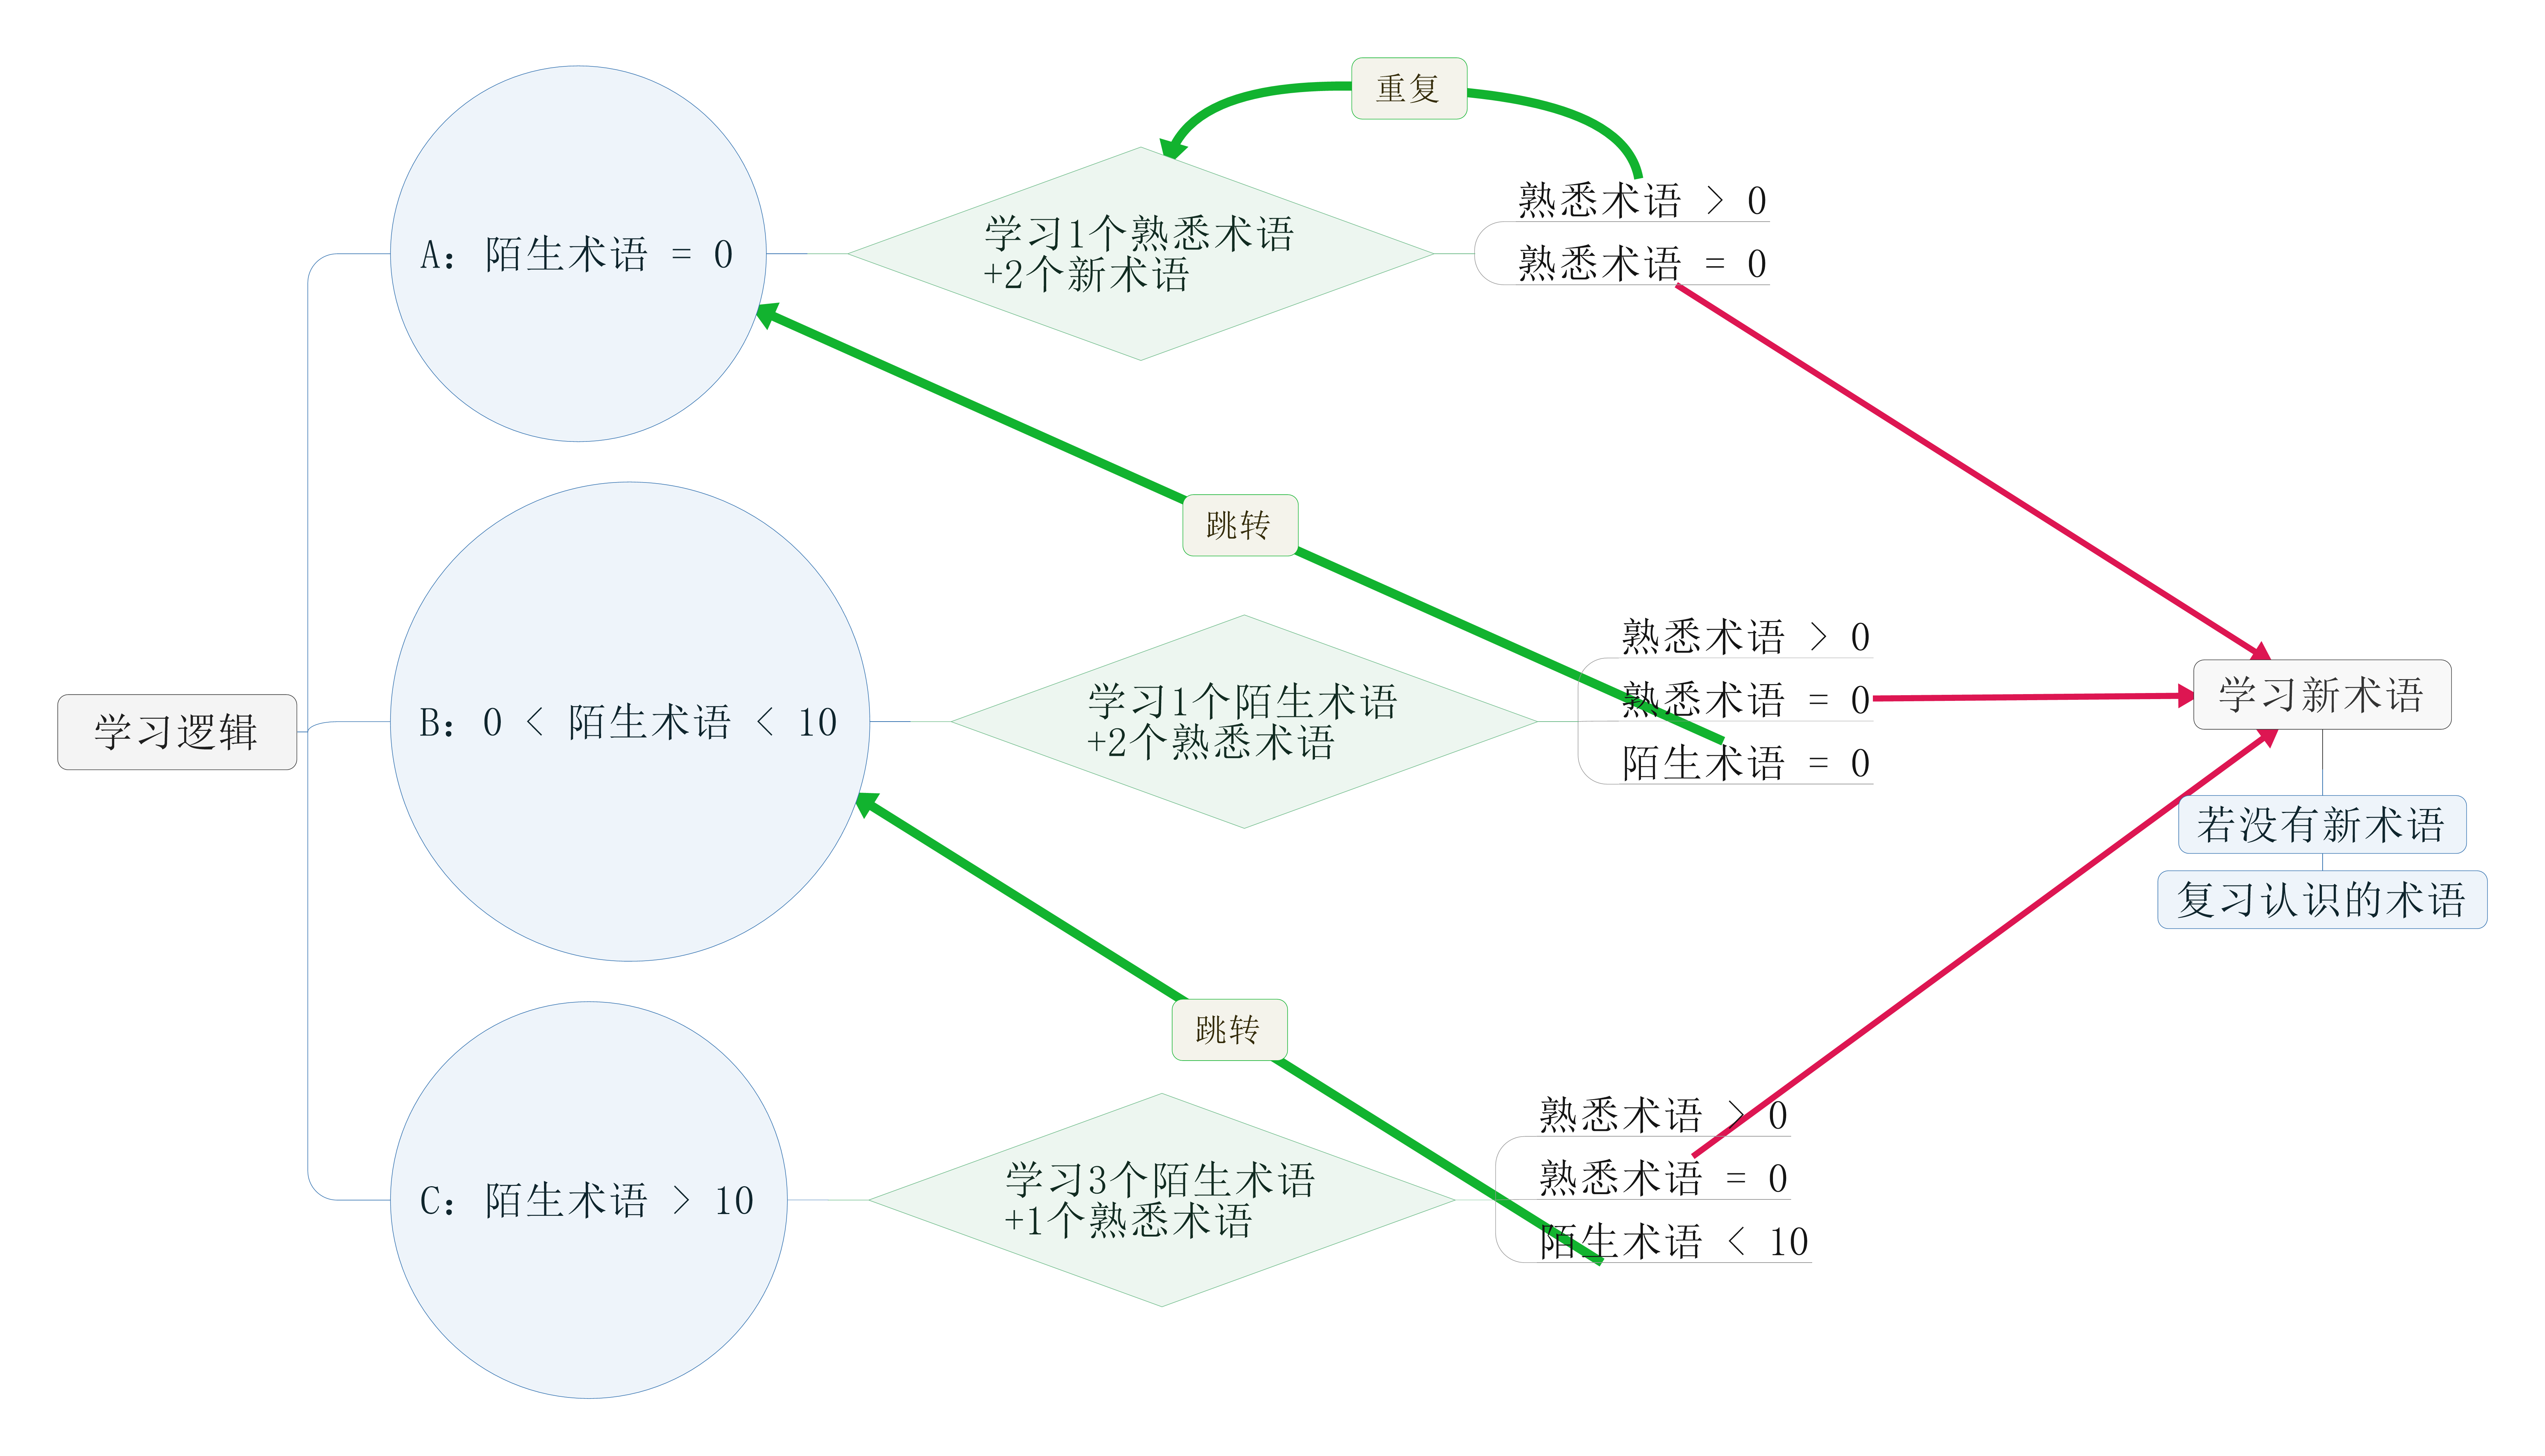 学习逻辑
A: 陌生术语 = 0
学习1个熟悉术语
+2个新术语
重复
熟悉术语 > 0
熟悉术语 = 0
跳转
B: 0 < 陌生术语 < 10
学习1个陌生术语
+2个熟悉术语
熟悉术语 > 0
熟悉术语 = 0
陌生术语 = 0
跳转
C: 陌生术语 > 10
学习3个陌生术语
+1个熟悉术语
熟悉术语 > 0
熟悉术语 = 0
陌生术语 < 10
学习新术语
若没有新术语
复习认识的术语